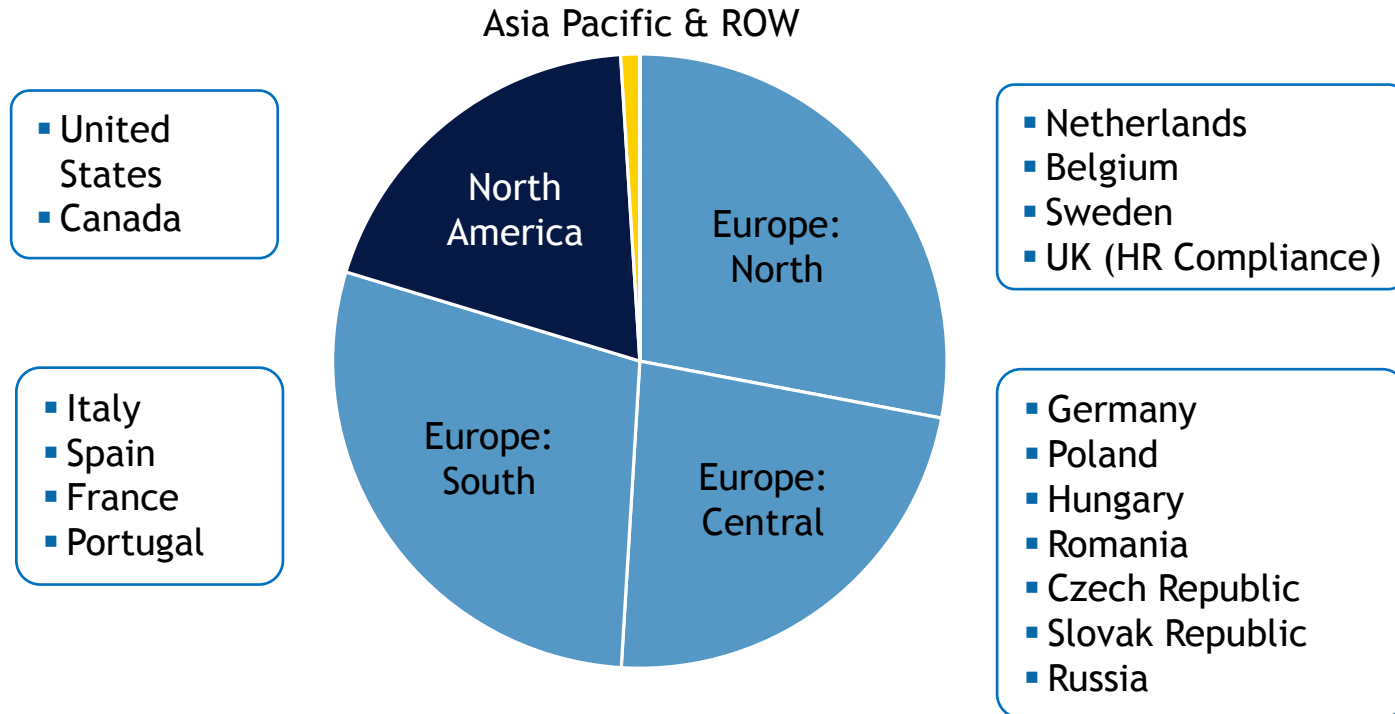 Asia Pacific & ROW
▪ United
States
▪ Canada
North
America
Europe:
North
▪ Netherlands
▪ Belgium
▪ Sweden
▪ UK (HR Compliance)
▪ Italy
▪ Spain
▪ France
▪ Portugal
Europe:
South
Europe:
Central
▪ Germany
▪ Poland
▪ Hungary
▪ Romania
▪ Czech Republic
▪ Slovak Republic
▪ Russia